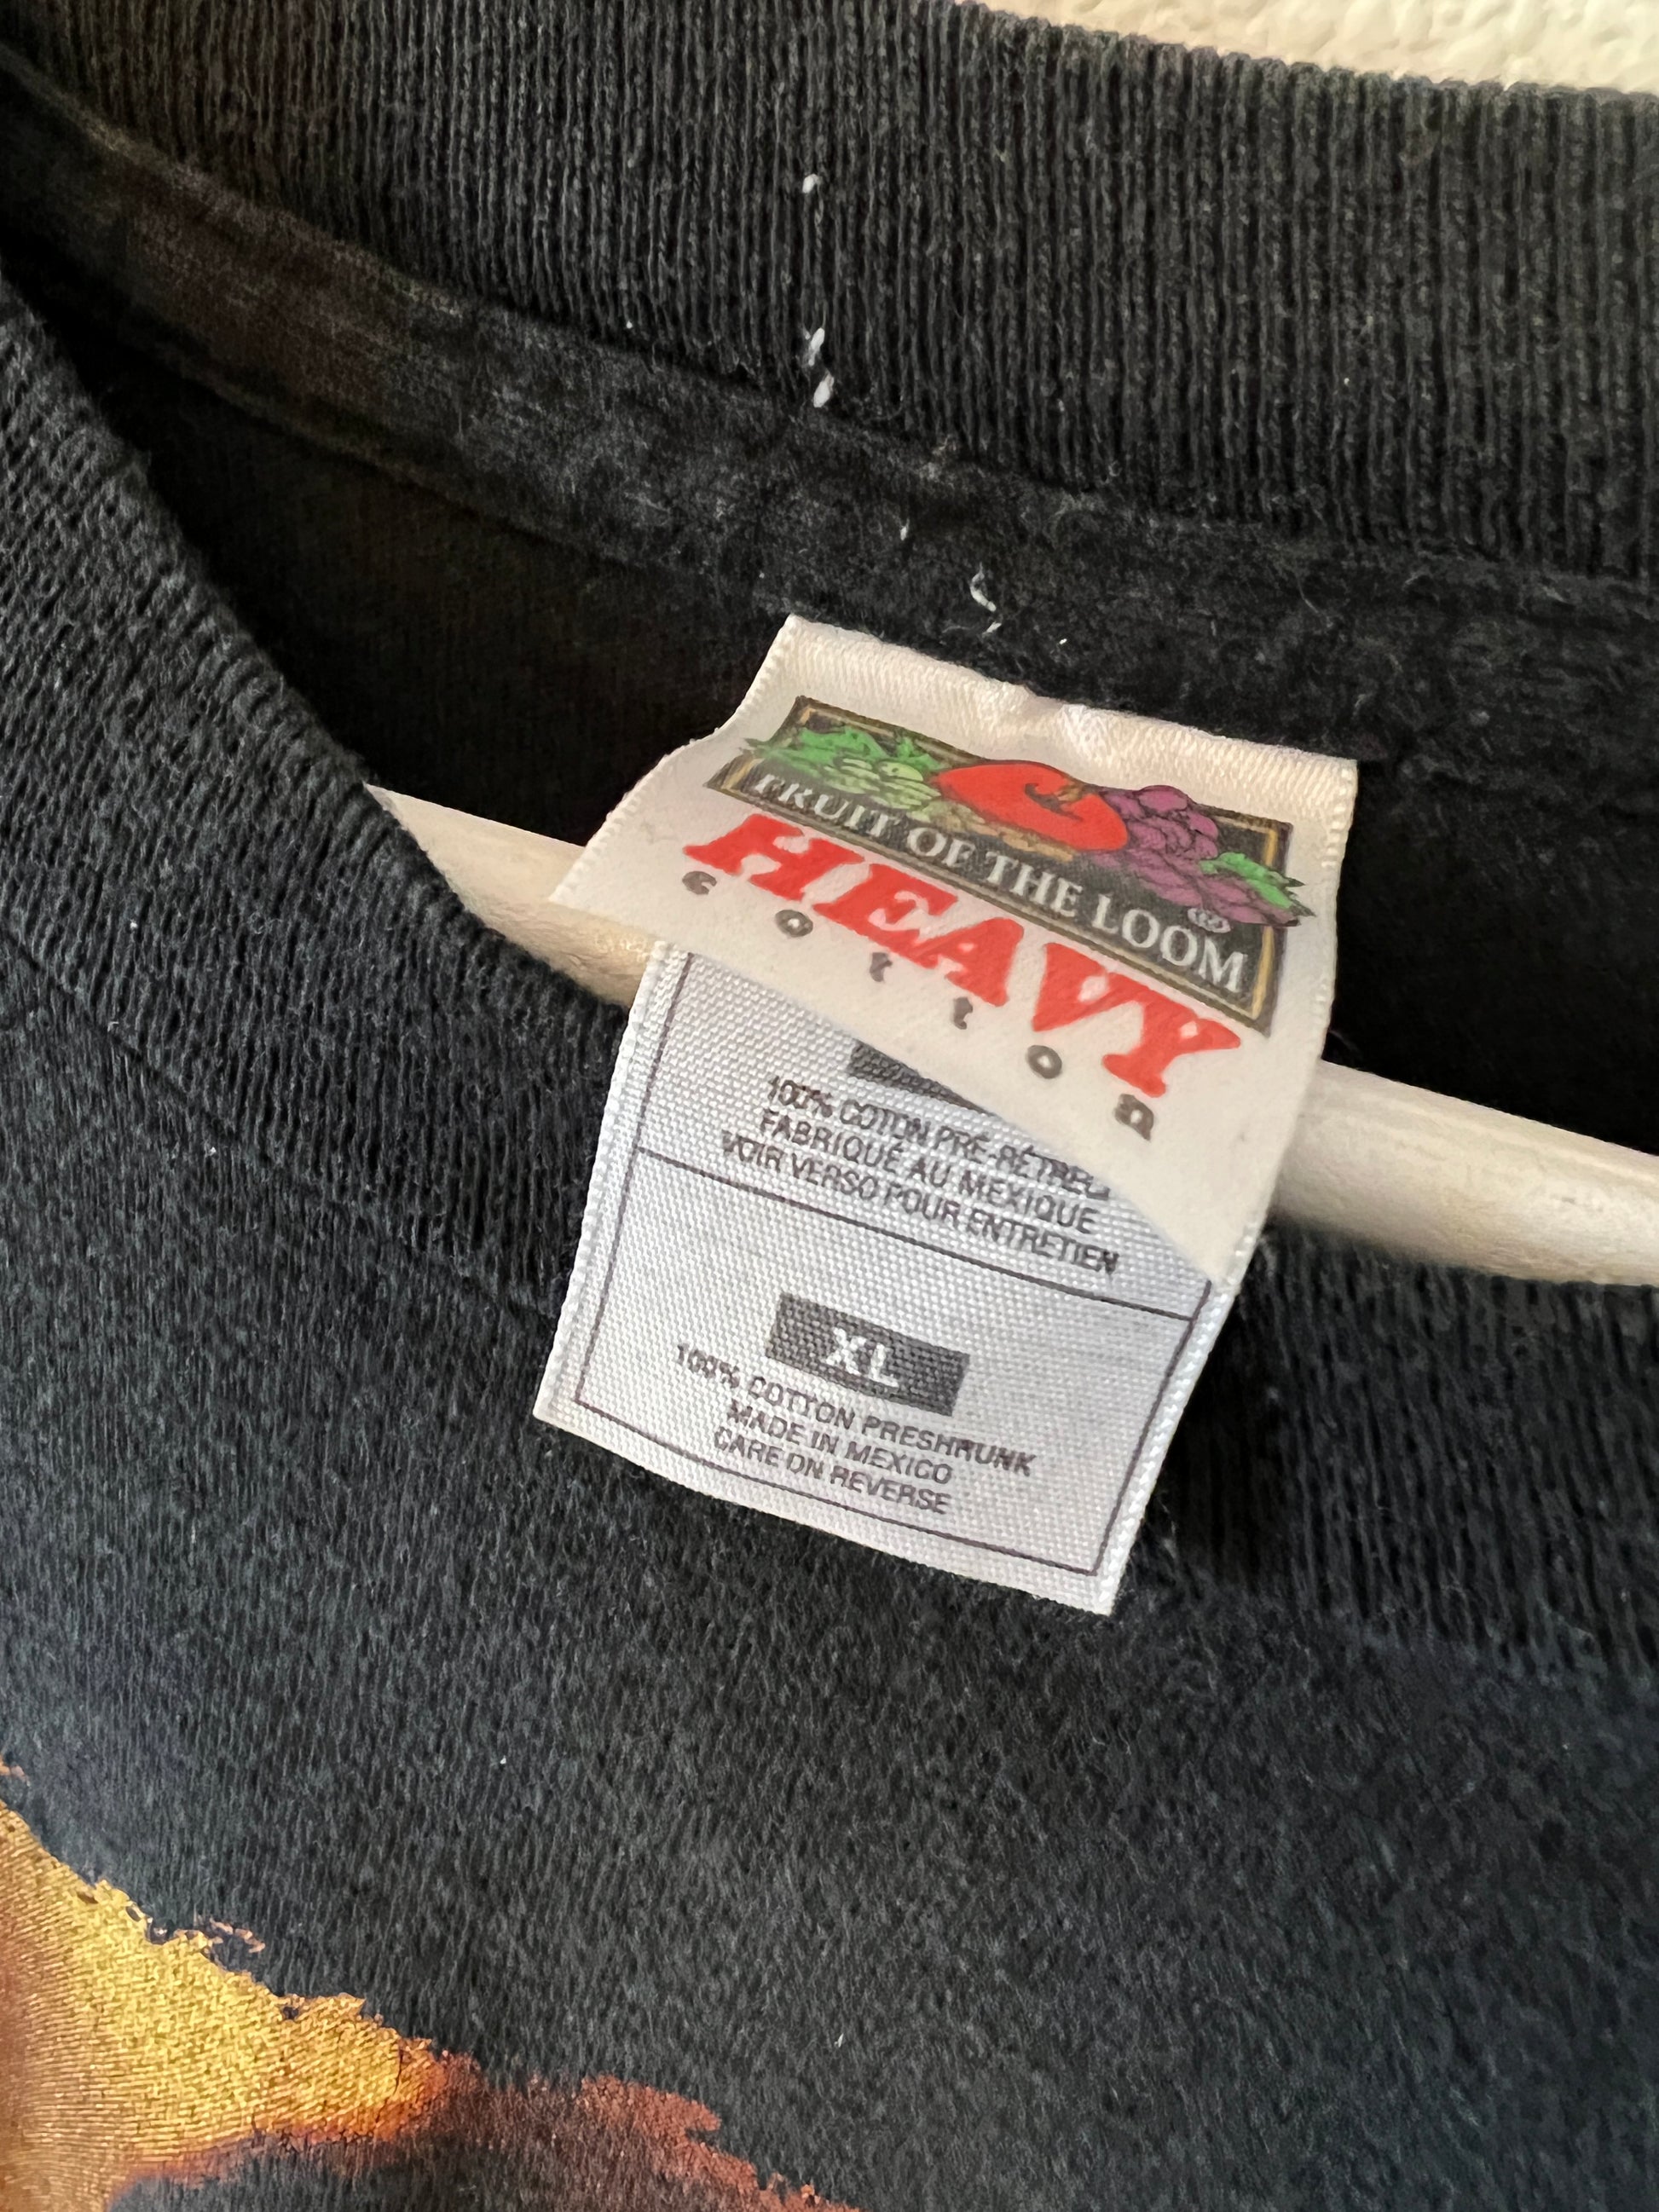 FRUIT OF THE LOOM ®
HEAVY
cotton
100% COTON PRÉ-RÉTRÉCI
FABRIQUÉ AU MEXIQUE
VOIR VERSO POUR ENTRETIEN
XL
100% COTTON PRESHRUNK
MADE IN MEXICO
CARE ON REVERSE